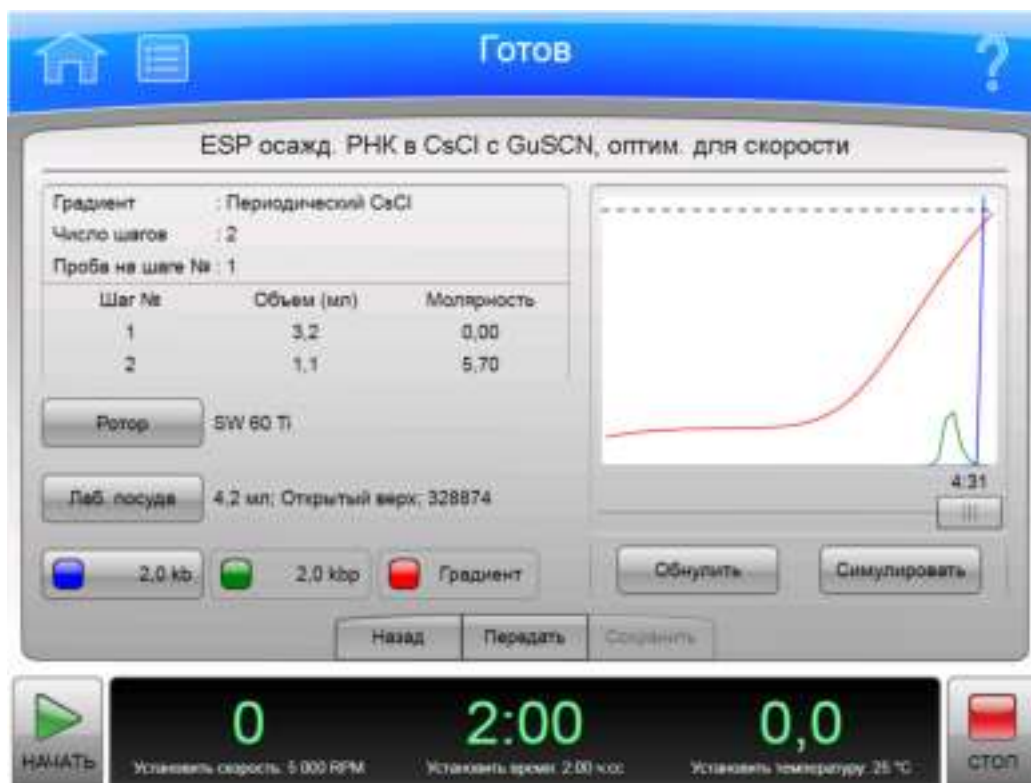 Готов
?
ESP осажд. РНК в CsCl с GuSCN, оптим. для скорости
Градиент : Периодический CsCl
Число шагов : 2
Проба на шаге № : 1
Шаг № Объем (мл) Молярность
1 3,2 0,00
2 1,1 5,70
Ротор SW 60 Ti
Лаб. посуда 4,2 мл; Открытый верх; 328874
4:31
2,0 kb 2,0 kbp Градиент
Обнулить Симулировать
Назад Передать Сохранить
0 2:00 0,0
НАЧАТЬ Установить скорость: 5 000 RPM Установить время: 2:00 ч:сс Установить температуру: 25 °C СТОП